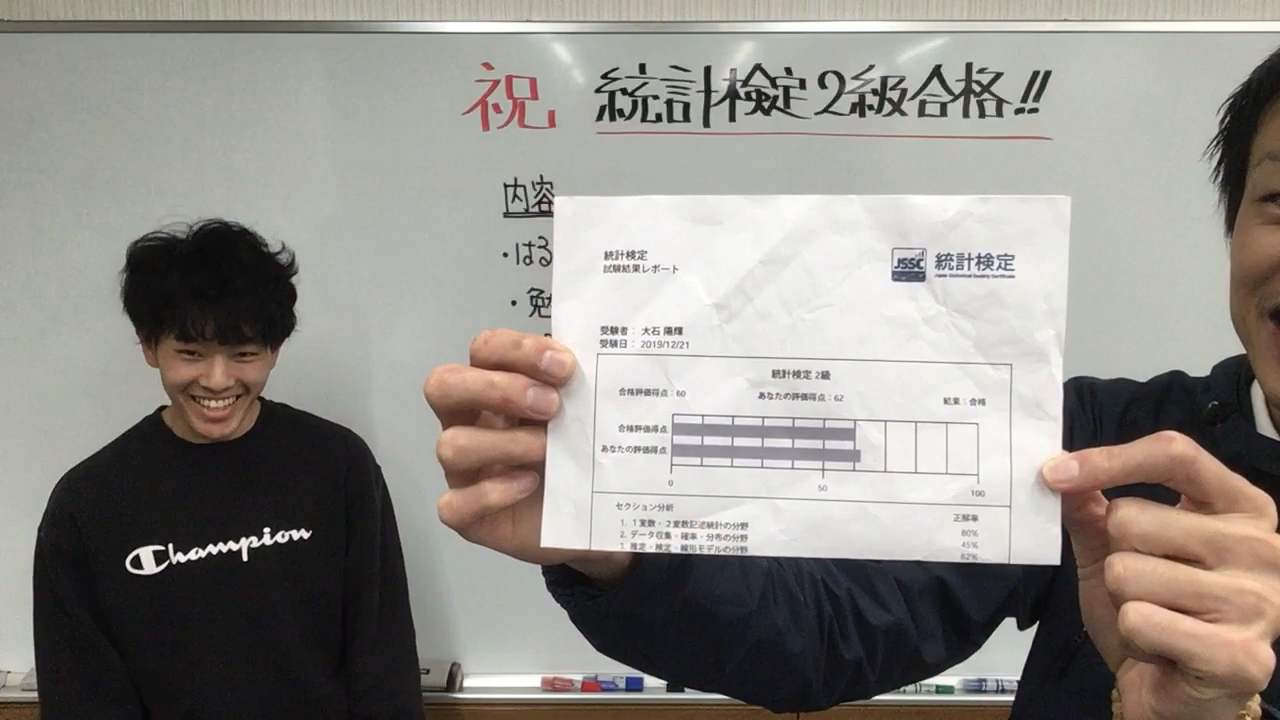 祝 統計検定2級合格!!
内容
・はる
・勉
Champion
統計検定
試験結果レポート
JSSC 統計検定
Japan Statistical Society Certificate
受験者: 大石 陽輝
受験日: 2019/12/21
統計検定 2級
合格評価得点:60 あなたの評価得点:62 結果:合格
合格評価得点
あなたの評価得点
0 50 100
セクション分析 正解率
1. 1変数・2変数記述統計の分野 80%
2. データ収集・確率・分布の分野 45%
3. 推定・検定・線形モデルの分野 62%